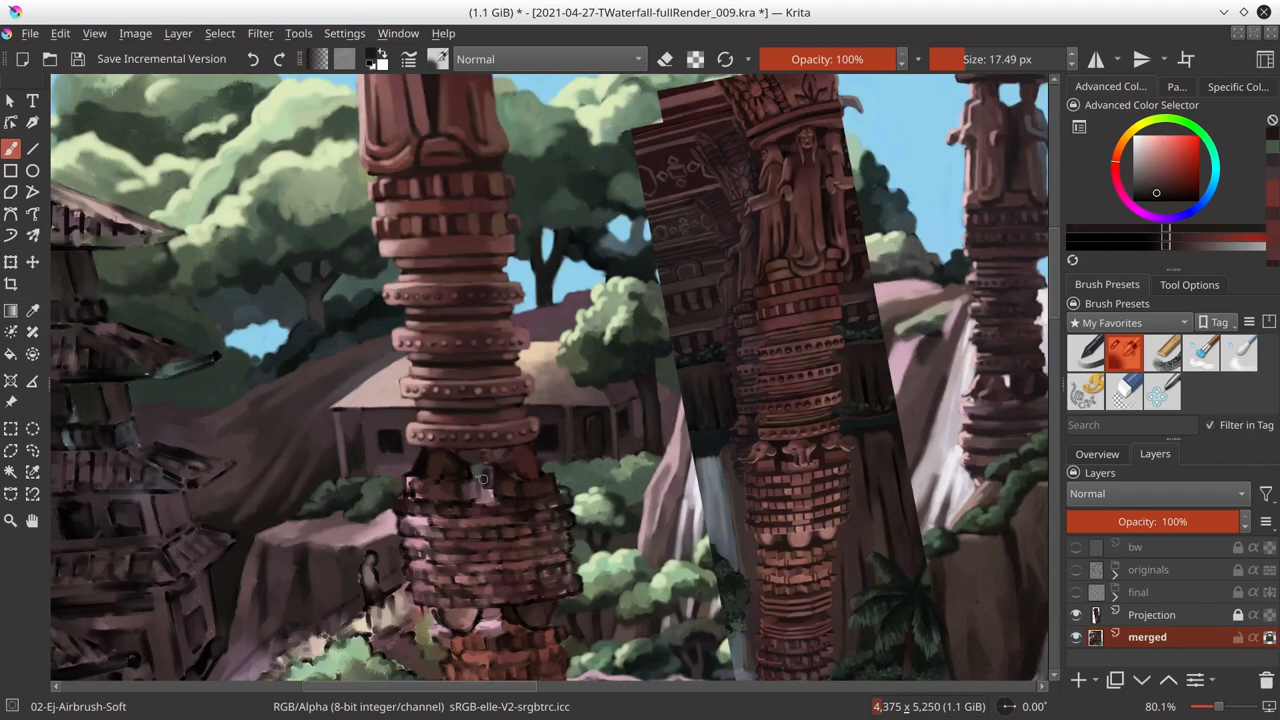 (1.1 GiB) * - [2021-04-27-TWaterfall-fullRender_009.kra *] — Krita
File Edit View Image Layer Select Filter Tools Settings Window Help
Save Incremental Version Normal Opacity: 100% Size: 17.49 px
Advanced Col... Pa... Specific Col...
Advanced Color Selector
Brush Presets Tool Options
Brush Presets
★ My Favorites Tag
Search Filter in Tag
Overview Layers
Layers
Normal
Opacity: 100%
bw
originals
final
Projection
merged
02-Ej-Airbrush-Soft RGB/Alpha (8-bit integer/channel) sRGB-elle-V2-srgbtrc.icc 4,375 x 5,250 (1.1 GiB) 0.00° 80.1%